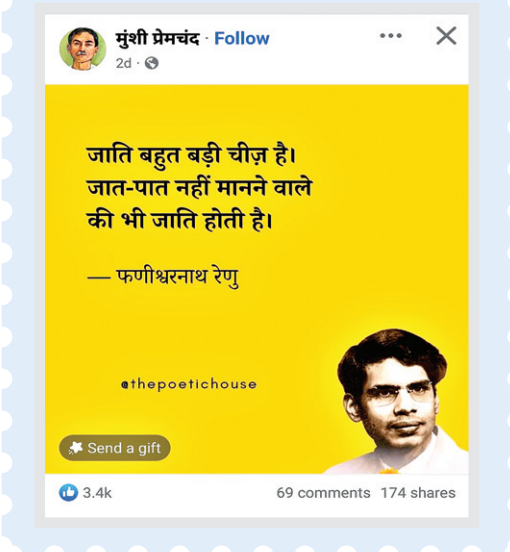 मुंशी प्रेमचंद · Follow
2d ·
जाति बहुत बड़ी चीज़ है।
जात-पात नहीं मानने वाले
की भी जाति होती है।
— फणीश्वरनाथ रेणु
@thepoetichouse
Send a gift
3.4k 69 comments 174 shares